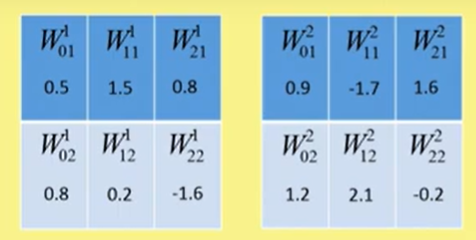 W¹₀₁ W¹₁₁ W¹₂₁ W²₀₁ W²₁₁ W²₂₁
0.5 1.5 0.8 0.9 -1.7 1.6
W¹₀₂ W¹₁₂ W¹₂₂ W²₀₂ W²₁₂ W²₂₂
0.8 0.2 -1.6 1.2 2.1 -0.2